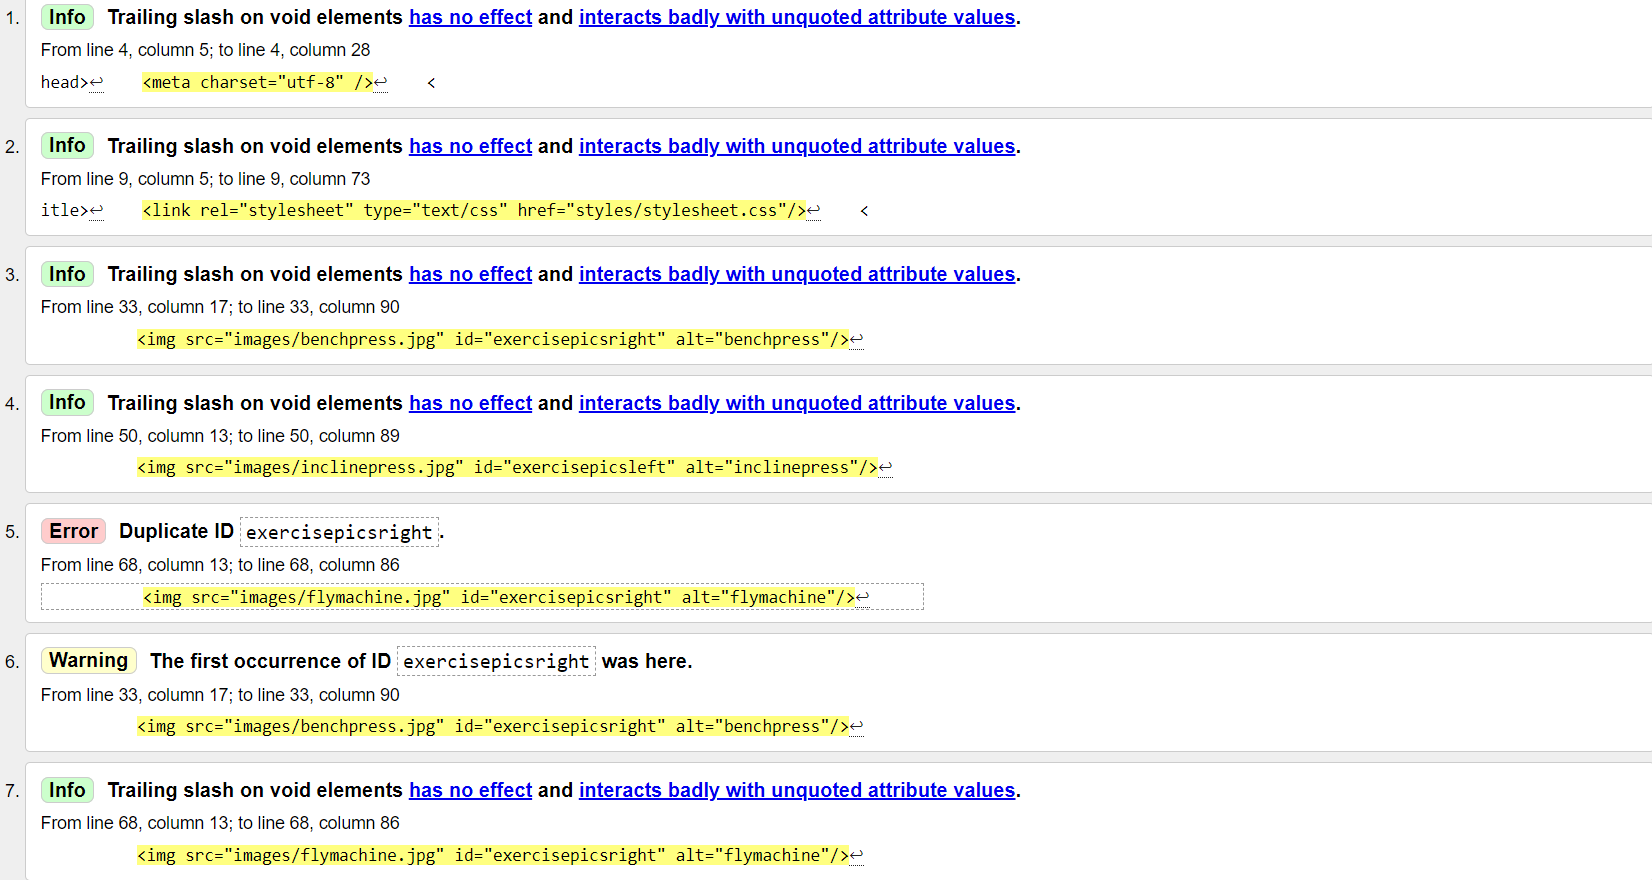 1. Info Trailing slash on void elements has no effect and interacts badly with unquoted attribute values.
From line 4, column 5; to line 4, column 28
head>↩    <meta charset="utf-8" />↩    <
2. Info Trailing slash on void elements has no effect and interacts badly with unquoted attribute values.
From line 9, column 5; to line 9, column 73
itle>↩    <link rel="stylesheet" type="text/css" href="styles/stylesheet.css"/>↩    <
3. Info Trailing slash on void elements has no effect and interacts badly with unquoted attribute values.
From line 33, column 17; to line 33, column 90
<img src="images/benchpress.jpg" id="exercisepicsright" alt="benchpress"/>↩
4. Info Trailing slash on void elements has no effect and interacts badly with unquoted attribute values.
From line 50, column 13; to line 50, column 89
<img src="images/inclinepress.jpg" id="exercisepicsleft" alt="inclinepress"/>↩
5. Error Duplicate ID exercisepicsright.
From line 68, column 13; to line 68, column 86
<img src="images/flymachine.jpg" id="exercisepicsright" alt="flymachine"/>↩
6. Warning The first occurrence of ID exercisepicsright was here.
From line 33, column 17; to line 33, column 90
<img src="images/benchpress.jpg" id="exercisepicsright" alt="benchpress"/>↩
7. Info Trailing slash on void elements has no effect and interacts badly with unquoted attribute values.
From line 68, column 13; to line 68, column 86
<img src="images/flymachine.jpg" id="exercisepicsright" alt="flymachine"/>↩